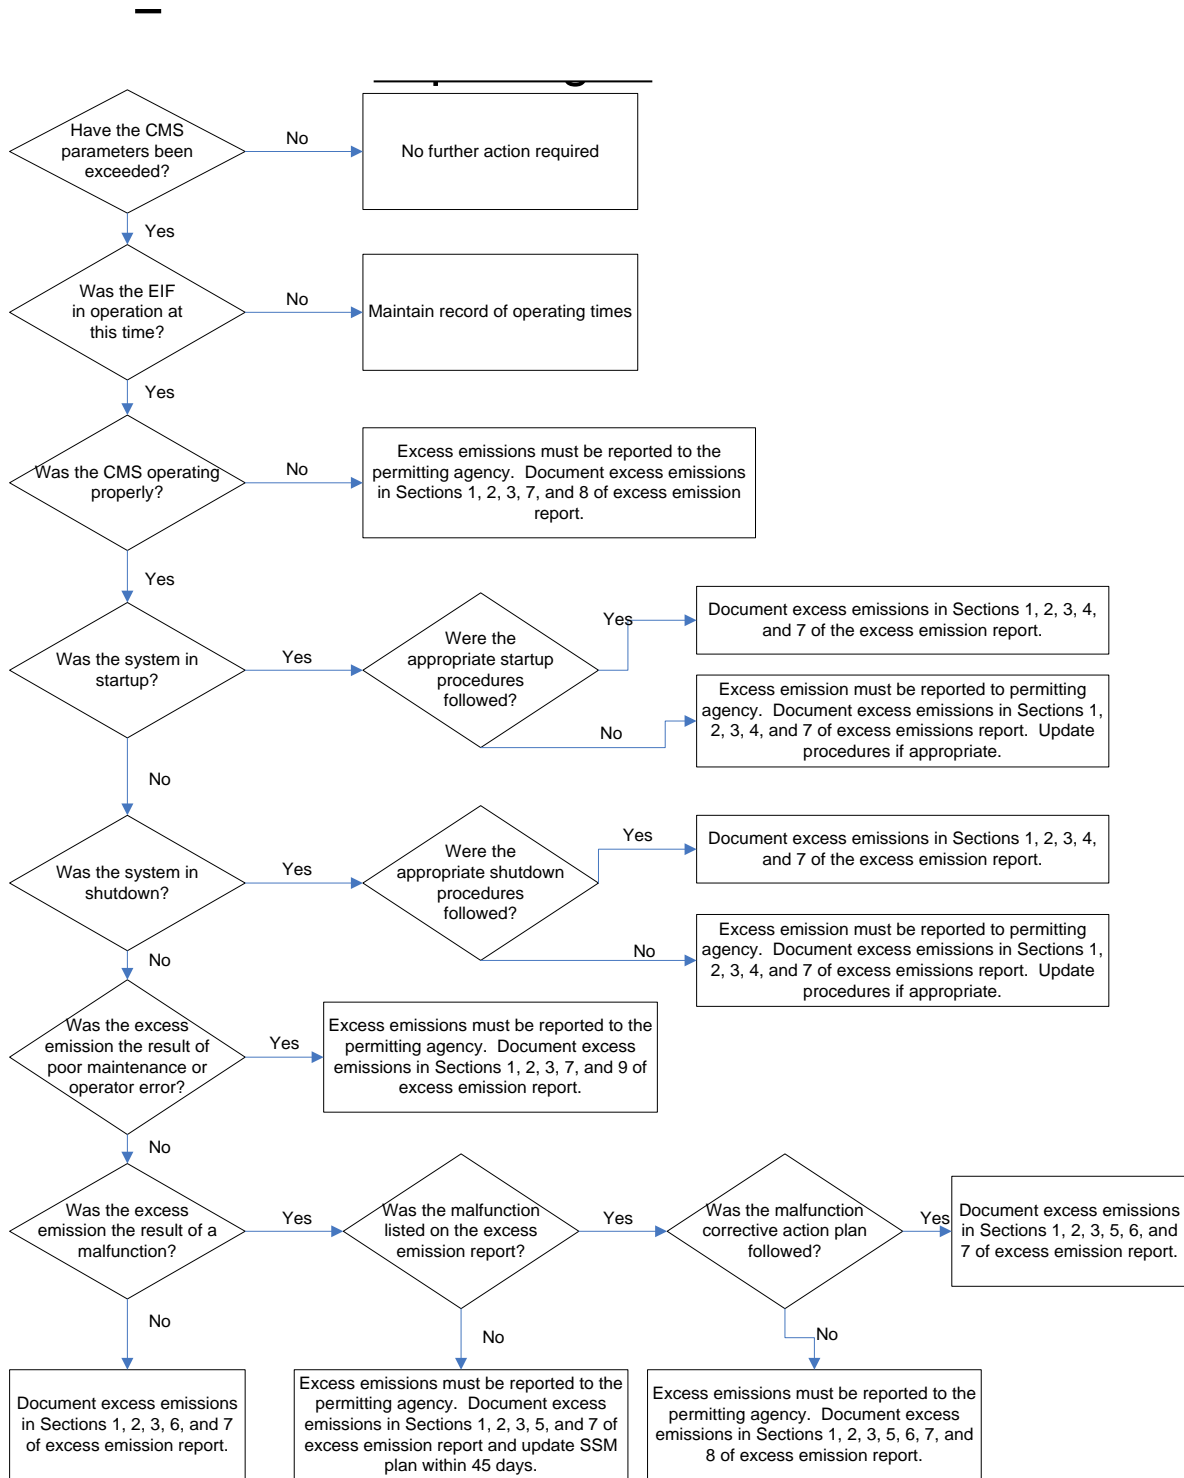 Have the CMS
parameters been
exceeded?
No
No further action required
Yes
Was the EIF
in operation at
this time?
No
Maintain record of operating times
Yes
Was the CMS operating
properly?
No
Excess emissions must be reported to the
permitting agency.  Document excess emissions
in Sections 1, 2, 3, 7, and 8 of excess emission
report.
Yes
Was the system in
startup?
Yes
Were the
appropriate startup
procedures
followed?
Yes
Document excess emissions in Sections 1, 2, 3, 4,
and 7 of the excess emission report.
No
Excess emission must be reported to permitting
agency.  Document excess emissions in Sections 1,
2, 3, 4, and 7 of excess emissions report.  Update
procedures if appropriate.
No
Was the system in
shutdown?
Yes
Were the
appropriate shutdown
procedures
followed?
Yes
Document excess emissions in Sections 1, 2, 3, 4,
and 7 of the excess emission report.
No
Excess emission must be reported to permitting
agency.  Document excess emissions in Sections 1,
2, 3, 4, and 7 of excess emissions report.  Update
procedures if appropriate.
No
Was the excess
emission the result of
poor maintenance or
operator error?
Yes
Excess emissions must be reported to the
permitting agency.  Document excess
emissions in Sections 1, 2, 3, 7, and 9 of
excess emission report.
No
Was the excess
emission the result of a
malfunction?
Yes
Was the malfunction
listed on the excess
emission report?
Yes
Was the malfunction
corrective action plan
followed?
Yes
Document excess emissions
in Sections 1, 2, 3, 5, 6, and
7 of excess emission report.
No
Document excess emissions
in Sections 1, 2, 3, 6, and 7
of excess emission report.
No
Excess emissions must be reported to the
permitting agency.  Document excess
emissions in Sections 1, 2, 3, 5, and 7 of
excess emission report and update SSM
plan within 45 days.
No
Excess emissions must be reported to the
permitting agency.  Document excess
emissions in Sections 1, 2, 3, 5, 6, 7, and
8 of excess emission report.